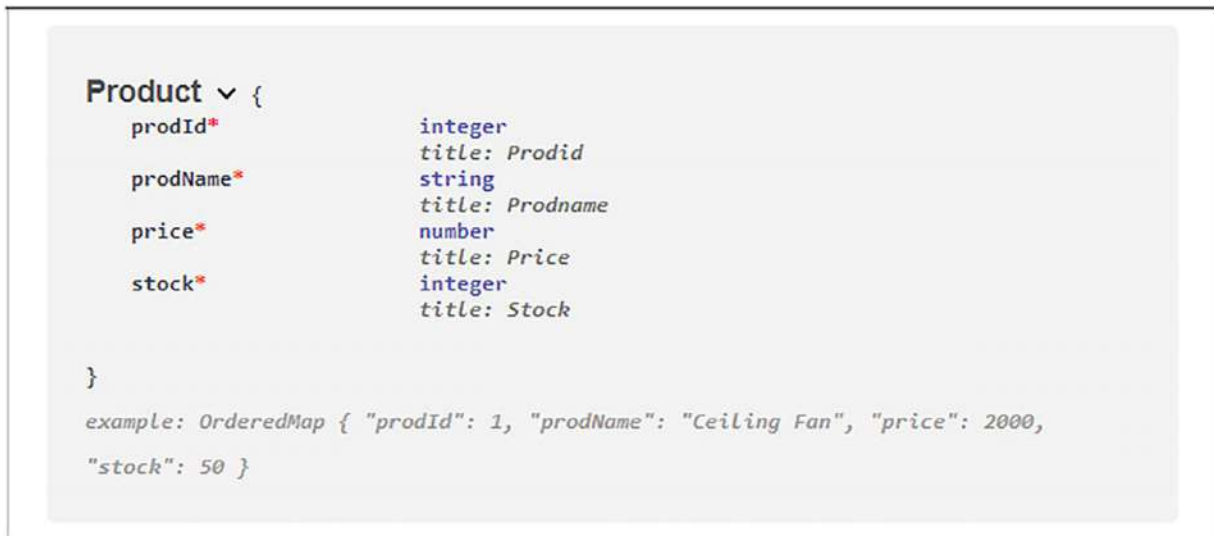 Product {
prodId* integer
title: Prodid
prodName* string
title: Prodname
price* number
title: Price
stock* integer
title: Stock
}
example: OrderedMap { "prodId": 1, "prodName": "Ceiling Fan", "price": 2000,
"stock": 50 }